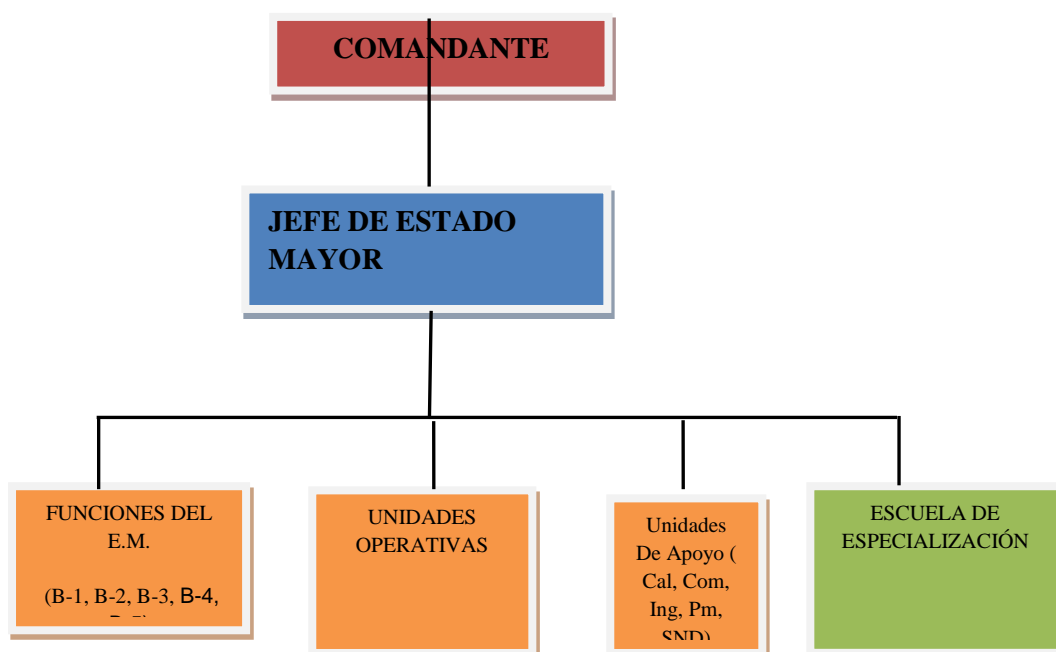 COMANDANTE
JEFE DE ESTADO
MAYOR
FUNCIONES DEL
E.M.
(B-1, B-2, B-3, B-4,
UNIDADES
OPERATIVAS
Unidades
De Apoyo (
Cal, Com,
Ing, Pm,
SND)
ESCUELA DE
ESPECIALIZACIÓN